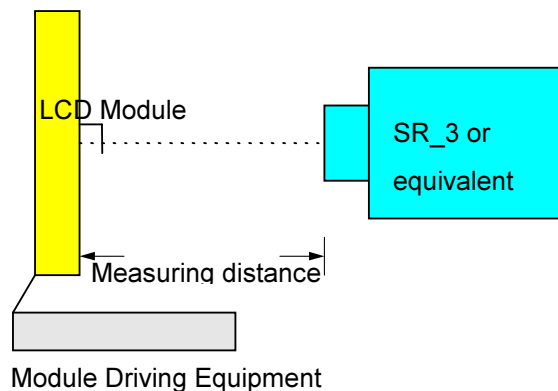 LCD Module
SR_3 or
equivalent
Measuring distance
Module Driving Equipment